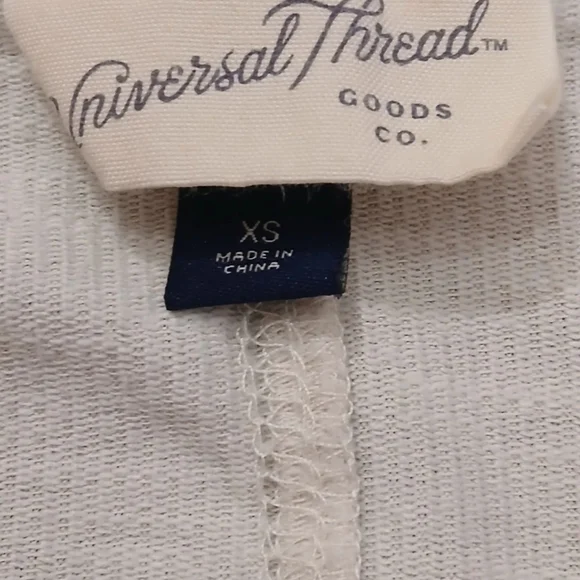 Universal Thread™
GOODS
CO.
XS
MADE IN
CHINA